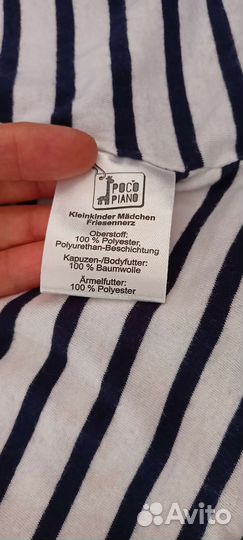 POCO
PIANO
Kleinkinder Mädchen
Friesennerz
Oberstoff:
100 % Polyester,
Polyurethan-Beschichtung
Kapuzen-/Bodyfutter:
100 % Baumwolle
Ärmelfutter:
100 % Polyester
Avito